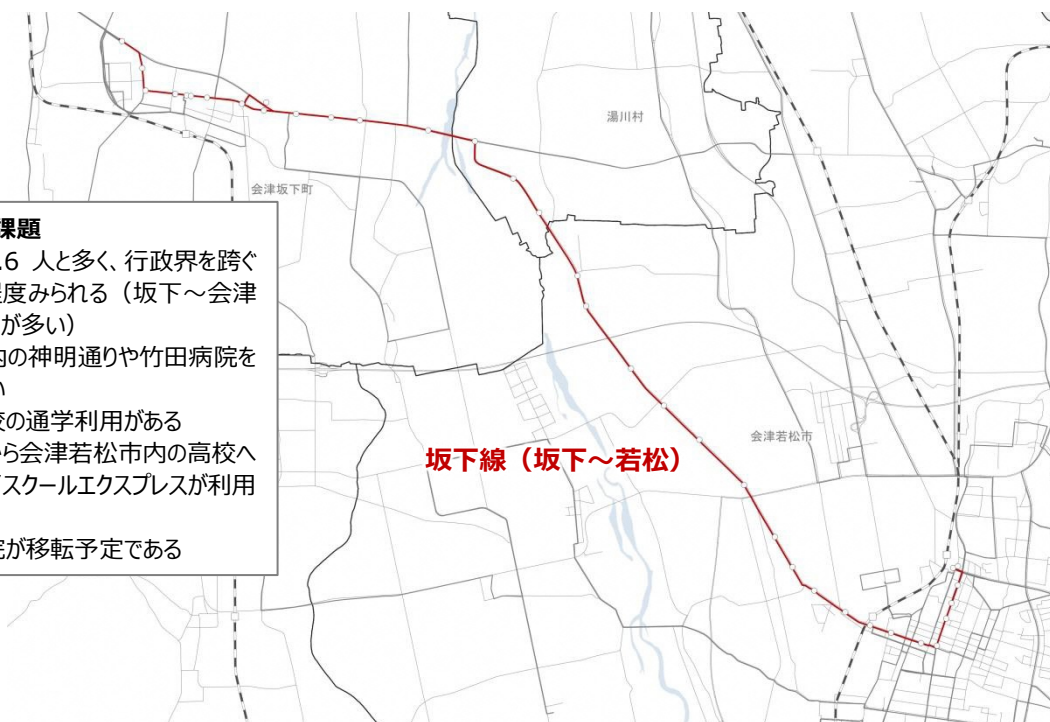 湯川村
会津坂下町
課題
.6 人と多く、行政界を跨ぐ
程度みられる（坂下～会津
が多い）
内の神明通りや竹田病院を
い
校の通学利用がある
から会津若松市内の高校へ
スクールエクスプレスが利用
院が移転予定である
坂下線（坂下～若松）
会津若松市